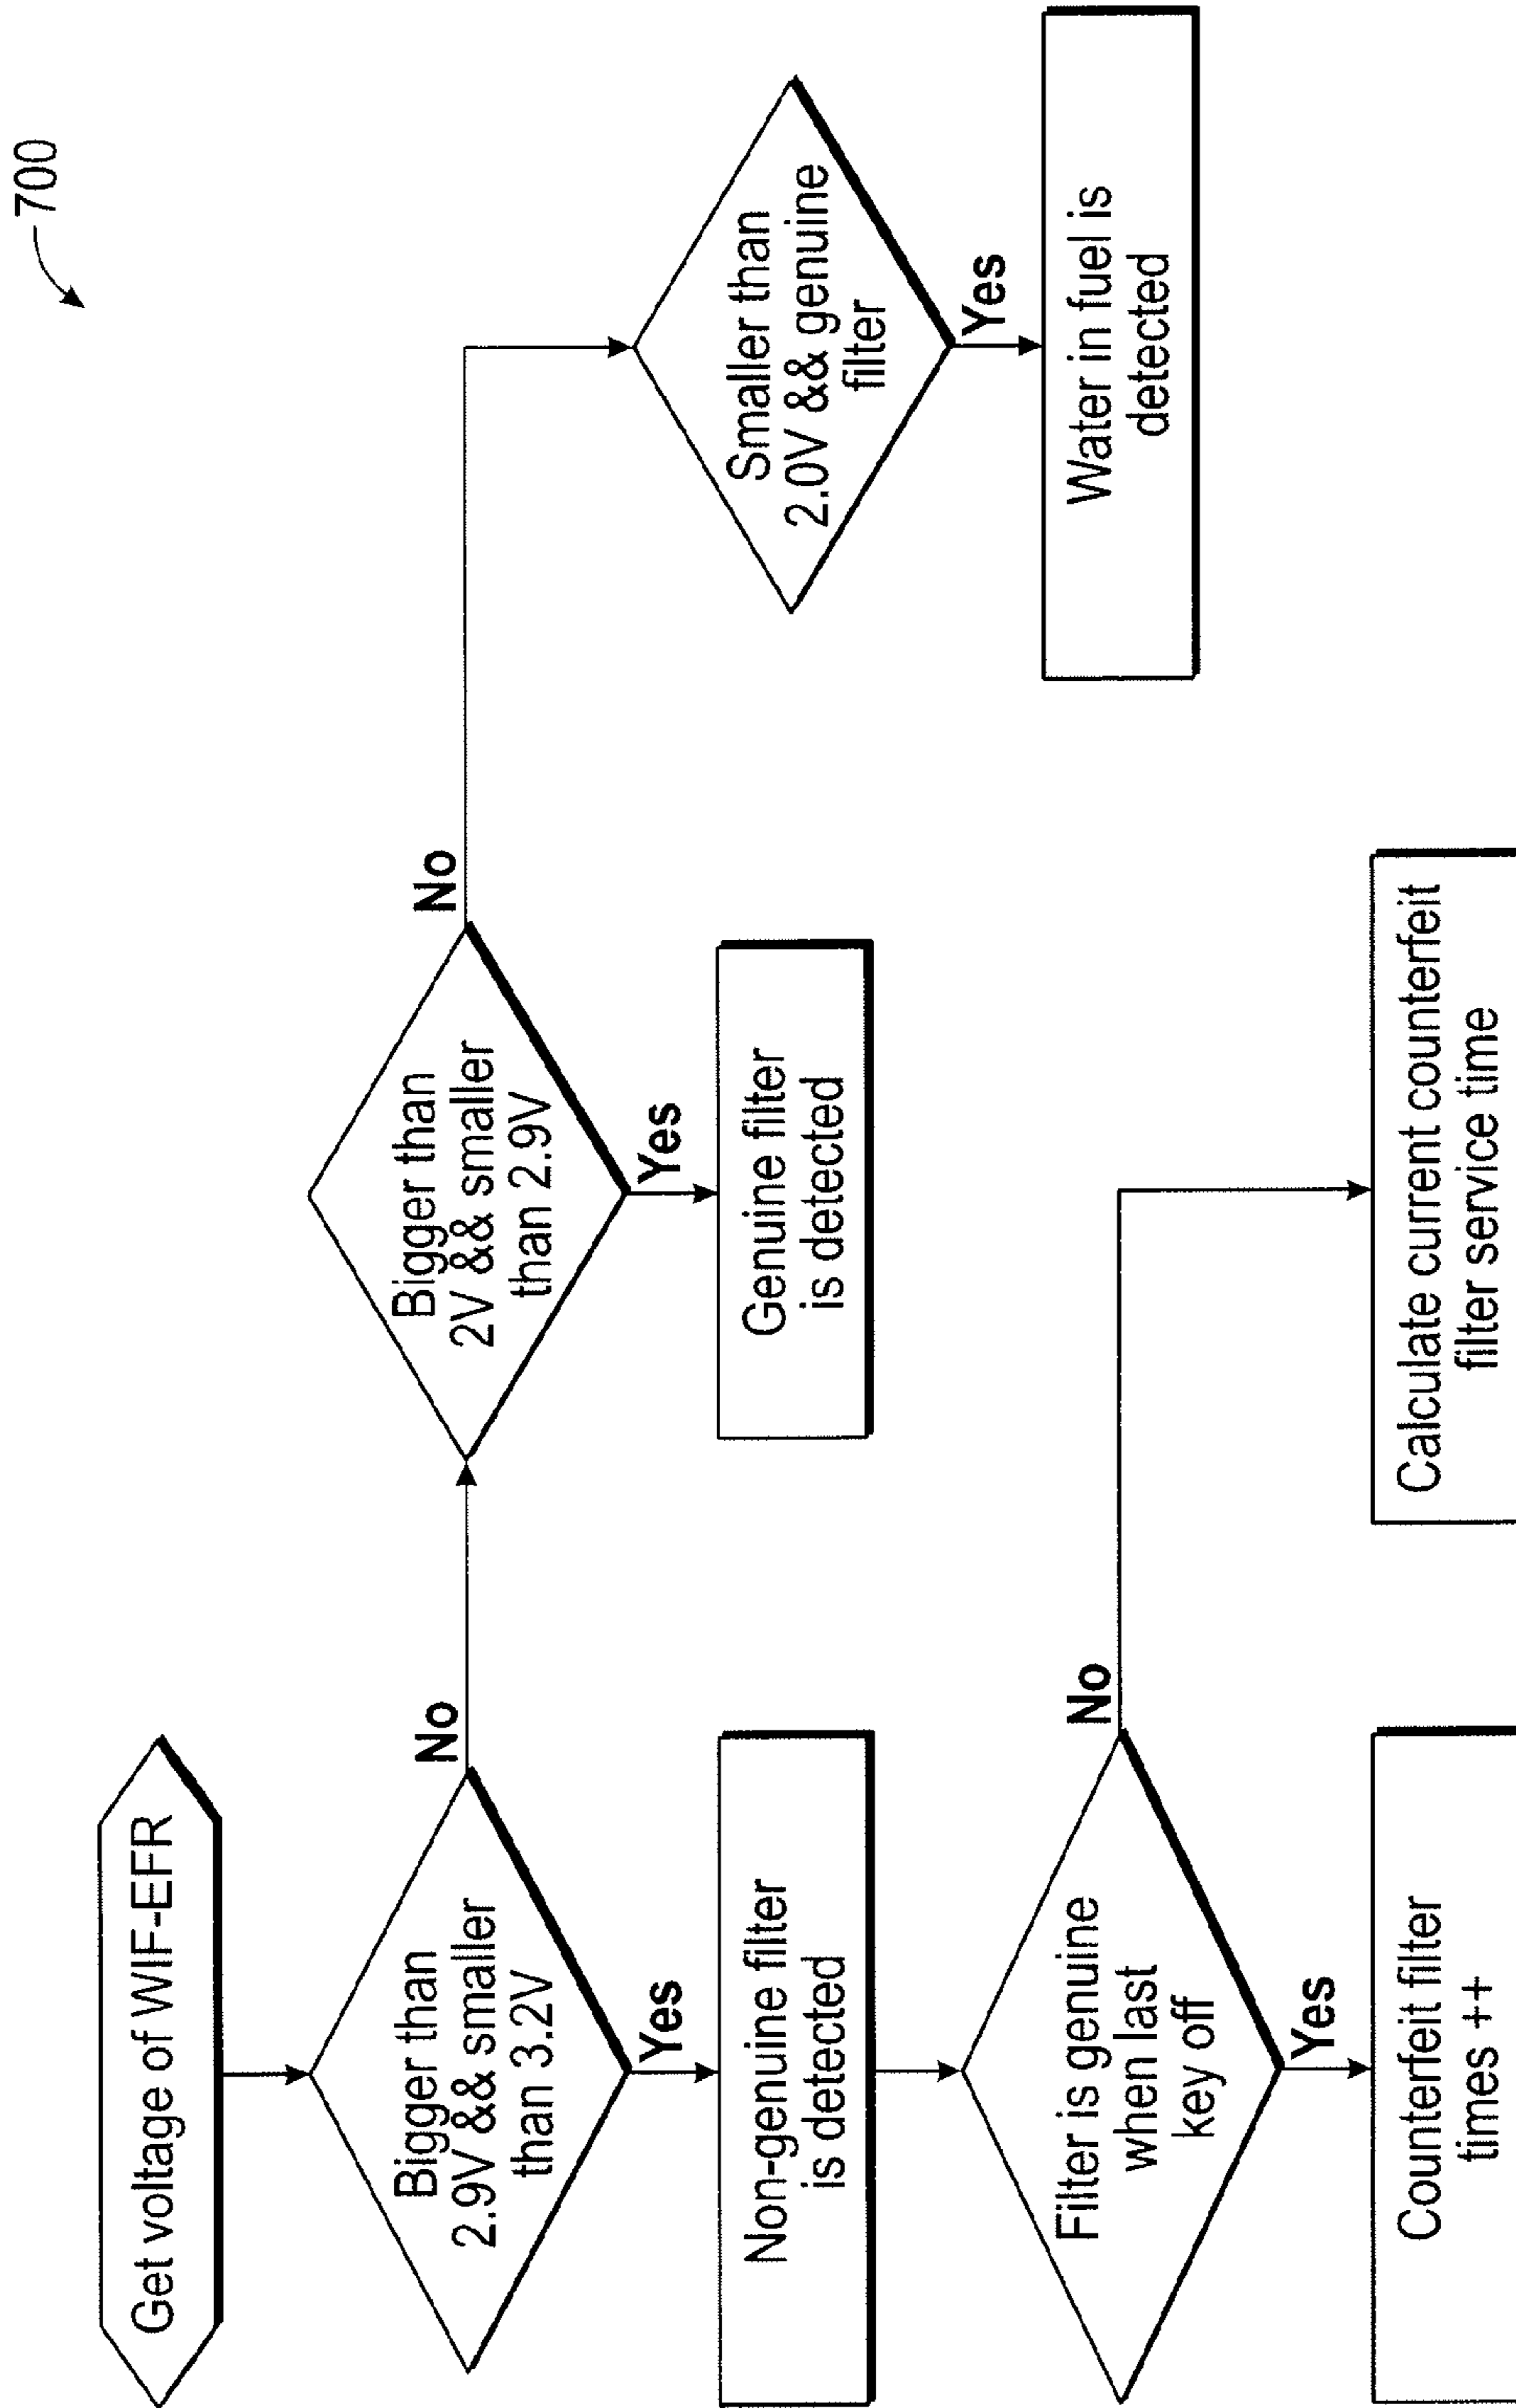 700
Get voltage of WIF-EFR
Bigger than
2.9V && smaller
than 3.2V
No
Yes
Bigger than
2V && smaller
than 2.9V
No
Yes
Smaller than
2.0V && genuine
filter
Yes
Non-genuine filter
is detected
Genuine filter
is detected
Water in fuel is
detected
Filter is genuine
when last
key off
No
Yes
Counterfeit filter
times ++
Calculate current counterfeit
filter service time